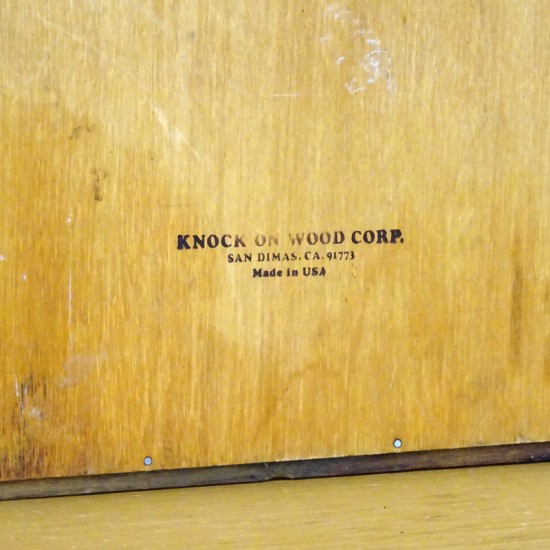 KNOCK ON WOOD CORP.
SAN DIMAS, CA. 91773
Made in USA